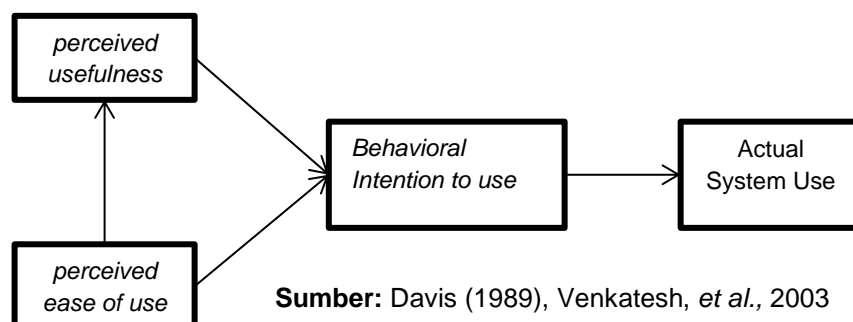 perceived
usefulness
Behavioral
Intention to use
Actual
System Use
perceived
ease of use
Sumber: Davis (1989), Venkatesh, et al., 2003